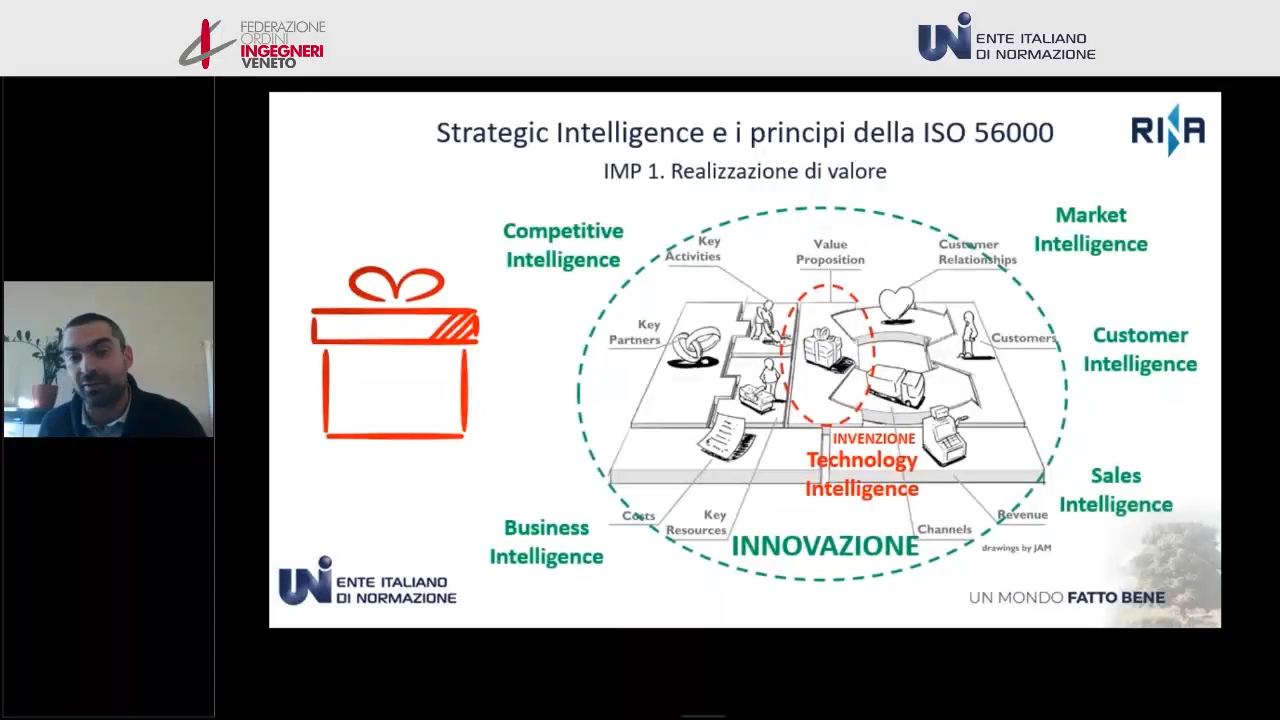 FEDERAZIONE
ORDINI
INGEGNERI
VENETO
UNI
ENTE ITALIANO
DI NORMAZIONE
Strategic Intelligence e i principi della ISO 56000
IMP 1. Realizzazione di valore
RINA
Competitive
Intelligence
Key
Activities
Value
Proposition
Customer
Relationships
Market
Intelligence
Key
Partners
Customers
Customer
Intelligence
INVENZIONE
Technology
Intelligence
Sales
Intelligence
Business
Intelligence
Costs
Key
Resources
Channels
Revenue
INNOVAZIONE
drawings by JAM
UNI
ENTE ITALIANO
DI NORMAZIONE
UN MONDO FATTO BENE